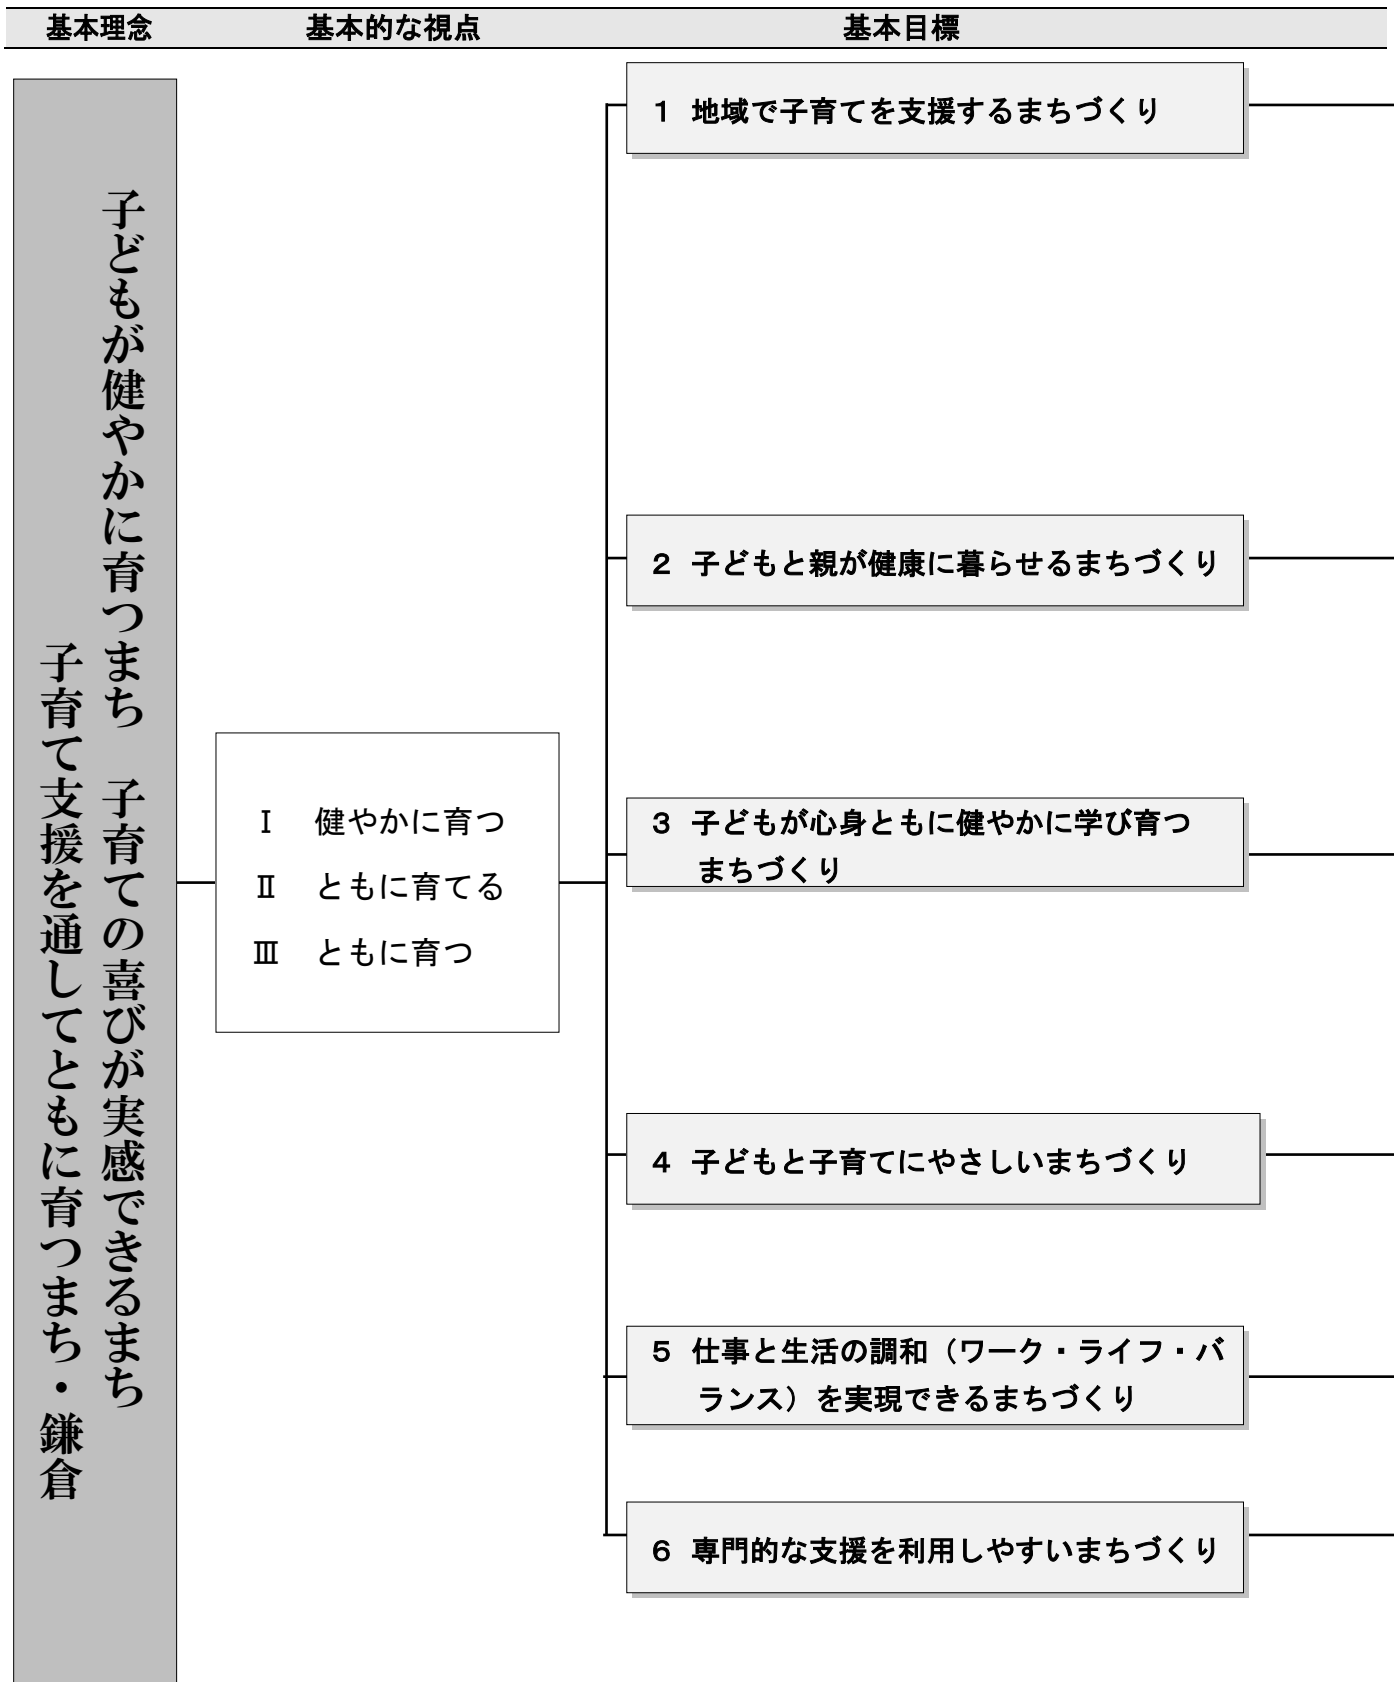 基本理念 基本的な視点 基本目標
子どもが健やかに育つまち　子育ての喜びが実感できるまち
子育て支援を通してともに育つまち・鎌倉
Ⅰ　健やかに育つ
Ⅱ　ともに育てる
Ⅲ　ともに育つ
１ 地域で子育てを支援するまちづくり
２ 子どもと親が健康に暮らせるまちづくり
３ 子どもが心身ともに健やかに学び育つ
まちづくり
４ 子どもと子育てにやさしいまちづくり
５ 仕事と生活の調和（ワーク・ライフ・バ
ランス）を実現できるまちづくり
６ 専門的な支援を利用しやすいまちづくり